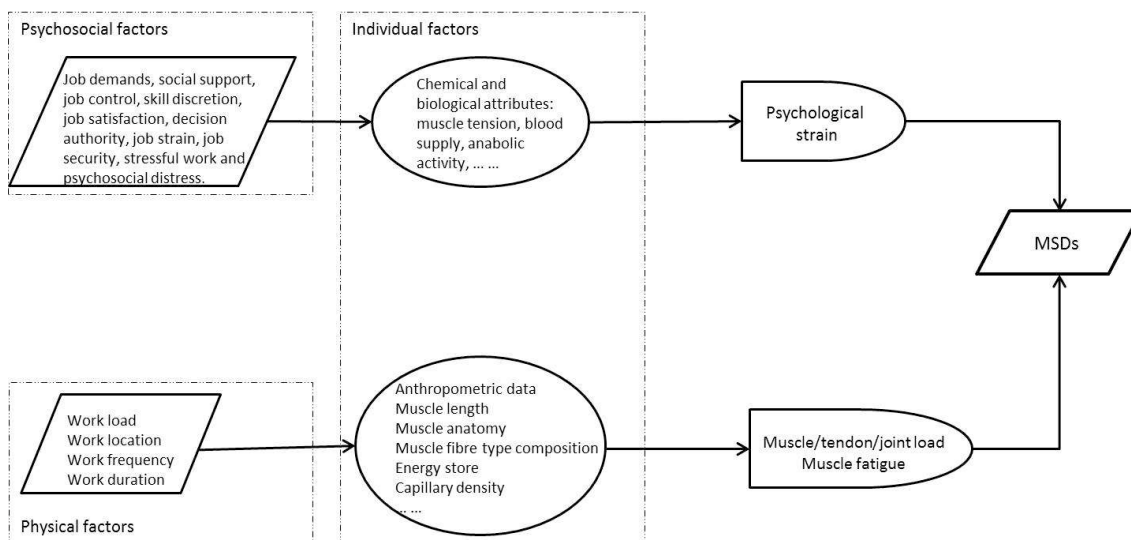 Psychosocial factors
Job demands, social support,
job control, skill discretion,
job satisfaction, decision
authority, job strain, job
security, stressful work and
psychosocial distress.
Individual factors
Chemical and
biological attributes:
muscle tension, blood
supply, anabolic
activity, ... ...
Psychological
strain
MSDs
Work load
Work location
Work frequency
Work duration
Physical factors
Anthropometric data
Muscle length
Muscle anatomy
Muscle fibre type composition
Energy store
Capillary density
... ...
Muscle/tendon/joint load
Muscle fatigue